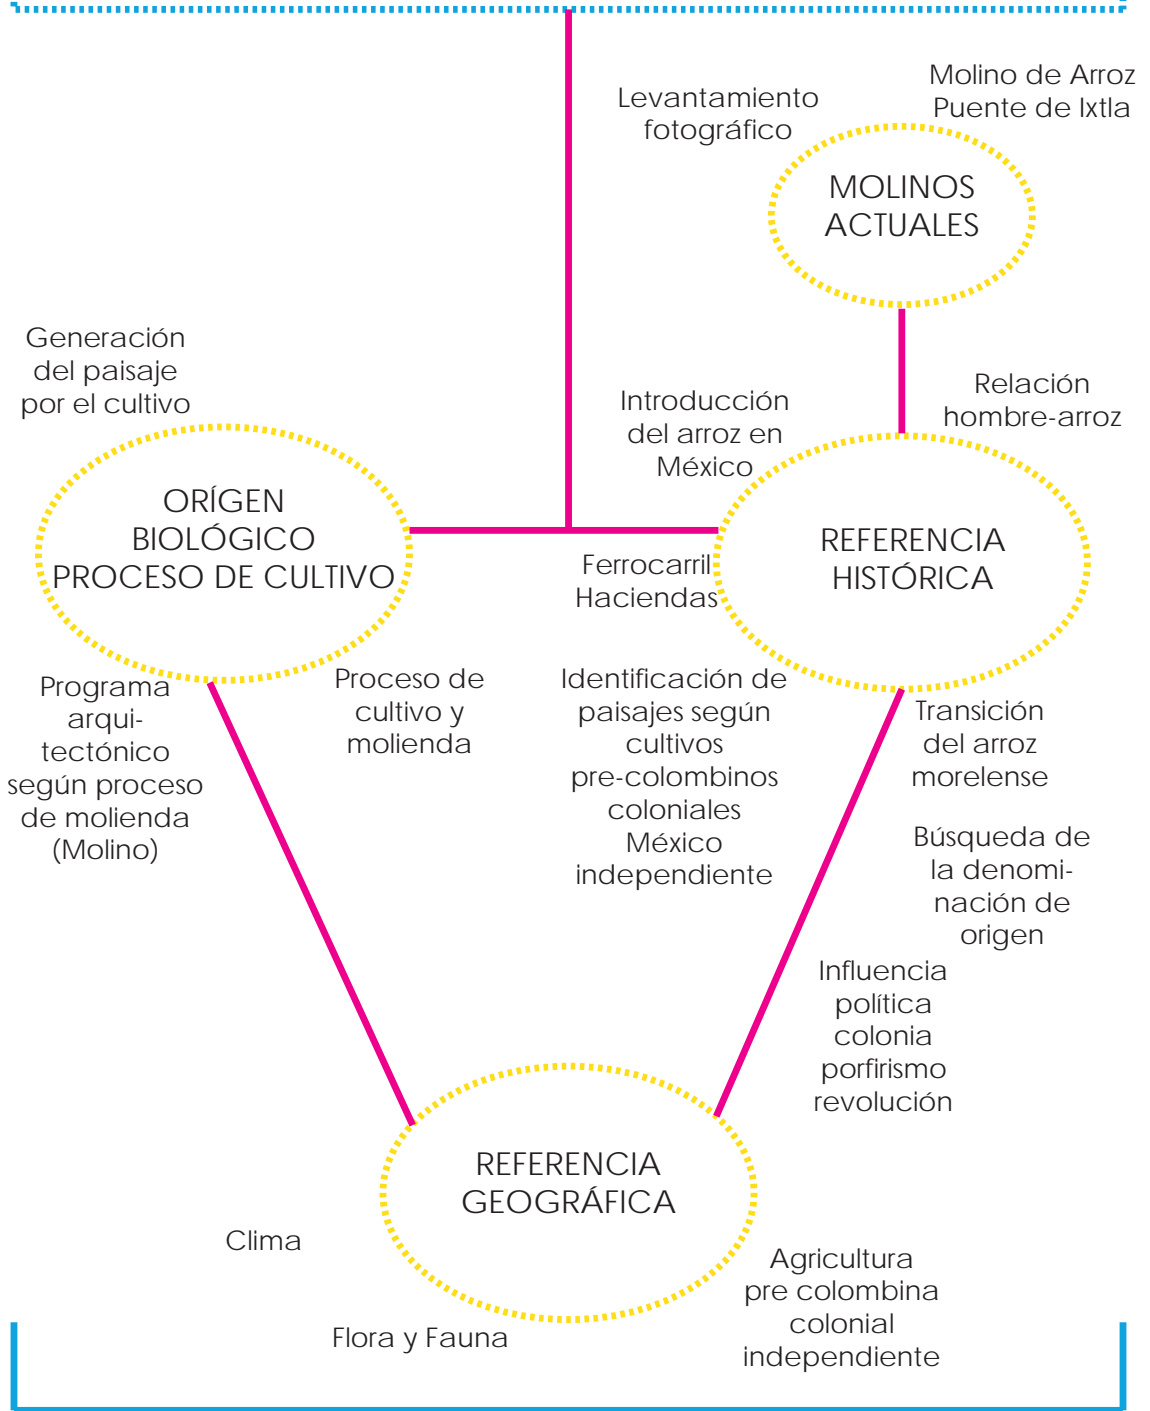 Molino de Arroz
Puente de Ixtla
Levantamiento
fotográfico
MOLINOS
ACTUALES
Generación
del paisaje
por el cultivo
Introducción
del arroz en
México
Relación
hombre-arroz
ORÍGEN
BIOLÓGICO
PROCESO DE CULTIVO
REFERENCIA
HISTÓRICA
Ferrocarril
Haciendas
Programa
arqui-
tectónico
según proceso
de molienda
(Molino)
Proceso de
cultivo y
molienda
Identificación de
paisajes según
cultivos
pre-colombinos
coloniales
México
independiente
Transición
del arroz
morelense
Búsqueda de
la denomi-
nación de
origen
Influencia
política
colonia
porfirismo
revolución
REFERENCIA
GEOGRÁFICA
Clima
Flora y Fauna
Agricultura
pre colombina
colonial
independiente